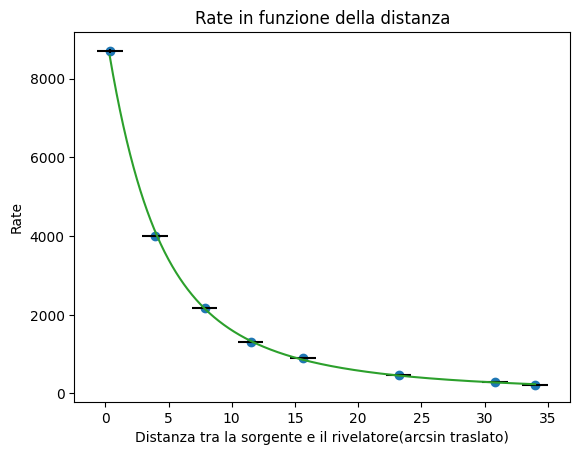 Rate in funzione della distanza
8000
6000
4000
2000
0
Rate
0 5 10 15 20 25 30 35
Distanza tra la sorgente e il rivelatore(arcsin traslato)